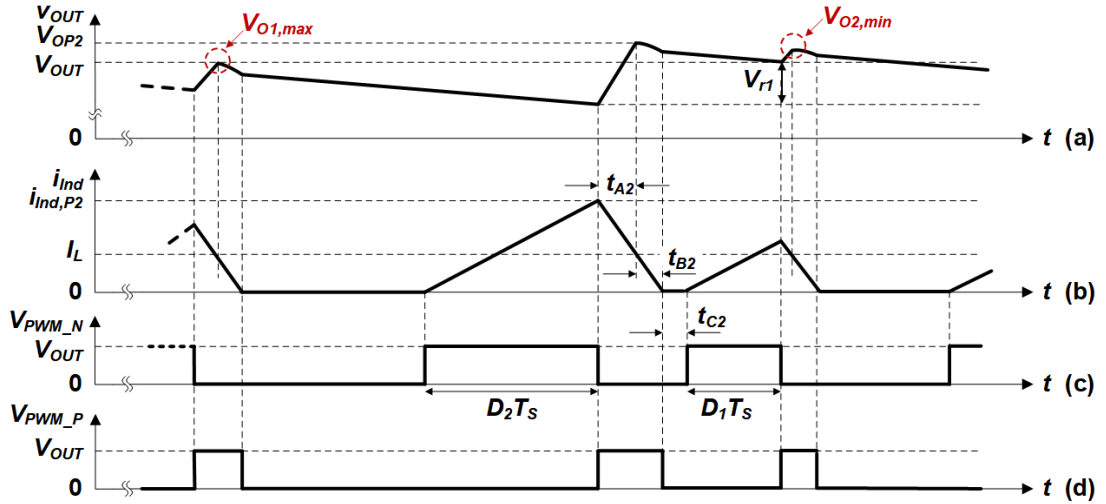 vOUT
VO1,max
VO2,min
VOP2
VOUT
Vr1
0
t (a)
iInd
iInd,P2
tA2
IL
tB2
0
t (b)
VPWM_N
tC2
VOUT
0
t (c)
D2TS
D1TS
VPWM_P
VOUT
0
t (d)